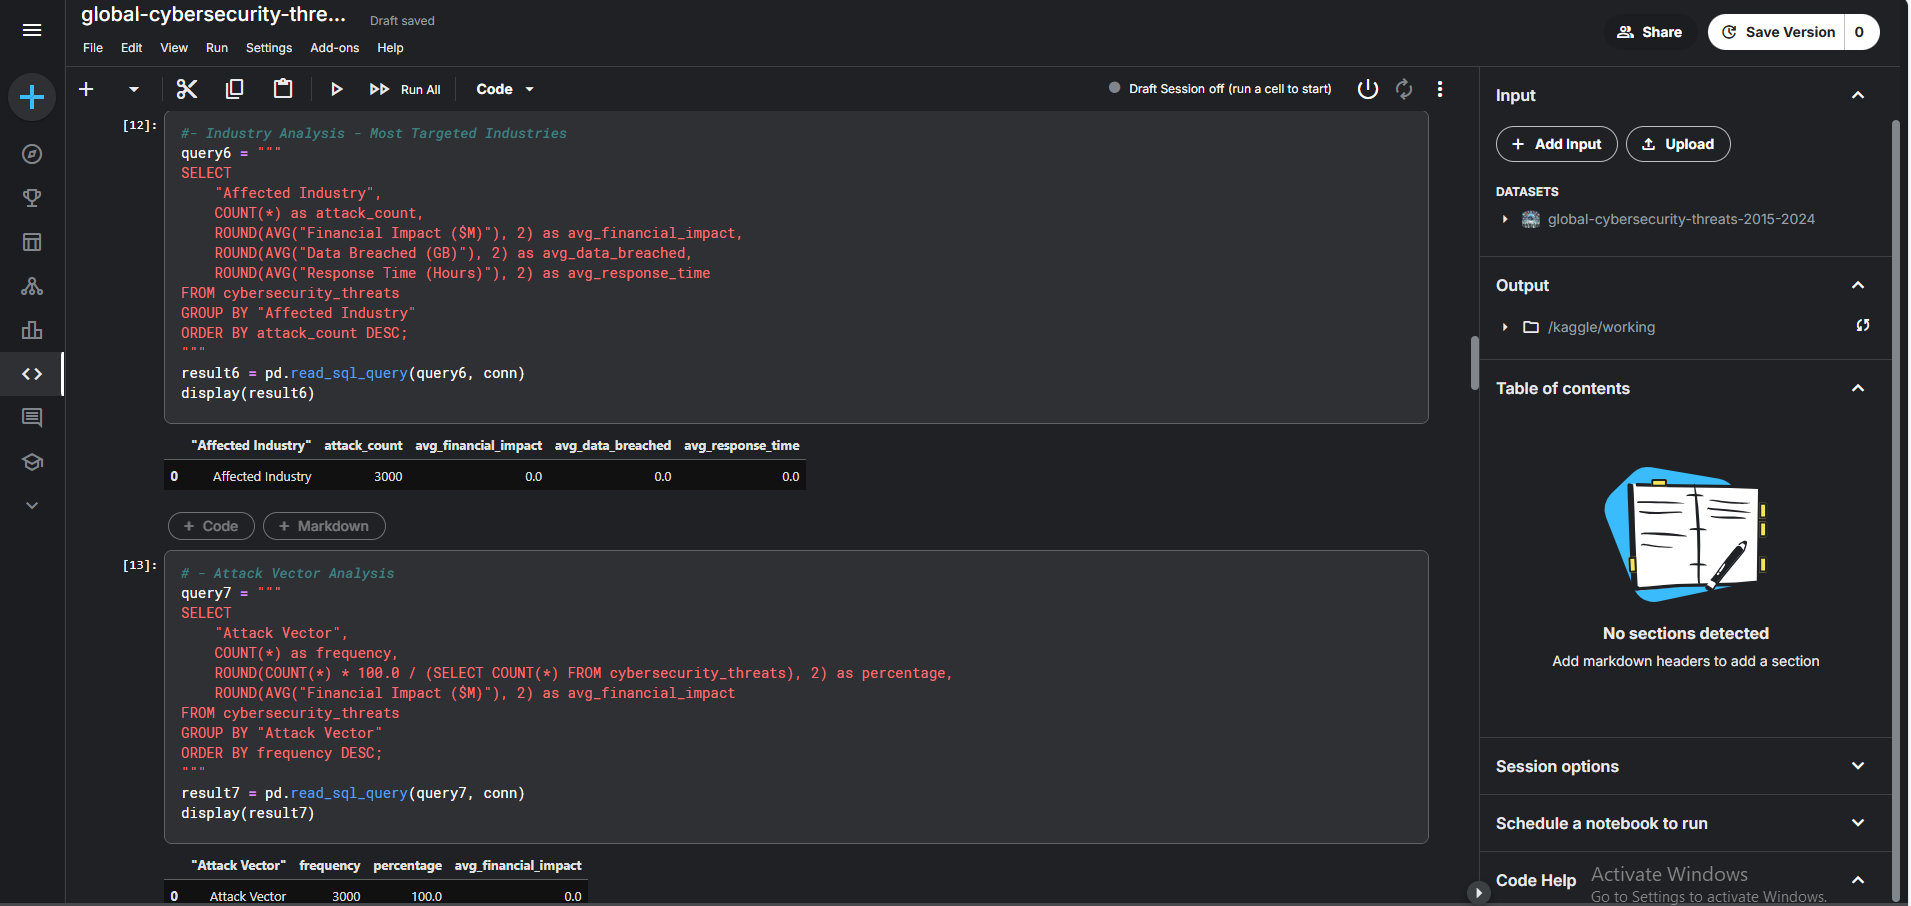 global-cybersecurity-thre...
Draft saved
File Edit View Run Settings Add-ons Help
Share
Save Version 0
Run All
Code
Draft Session off (run a cell to start)
[12]:
#- Industry Analysis - Most Targeted Industries
query6 = """
SELECT
"Affected Industry",
COUNT(*) as attack_count,
ROUND(AVG("Financial Impact ($M)"), 2) as avg_financial_impact,
ROUND(AVG("Data Breached (GB)"), 2) as avg_data_breached,
ROUND(AVG("Response Time (Hours)"), 2) as avg_response_time
FROM cybersecurity_threats
GROUP BY "Affected Industry"
ORDER BY attack_count DESC;
"""
result6 = pd.read_sql_query(query6, conn)
display(result6)
"Affected Industry" attack_count avg_financial_impact avg_data_breached avg_response_time
0 Affected Industry 3000 0.0 0.0 0.0
+ Code + Markdown
[13]:
# - Attack Vector Analysis
query7 = """
SELECT
"Attack Vector",
COUNT(*) as frequency,
ROUND(COUNT(*) * 100.0 / (SELECT COUNT(*) FROM cybersecurity_threats), 2) as percentage,
ROUND(AVG("Financial Impact ($M)"), 2) as avg_financial_impact
FROM cybersecurity_threats
GROUP BY "Attack Vector"
ORDER BY frequency DESC;
"""
result7 = pd.read_sql_query(query7, conn)
display(result7)
"Attack Vector" frequency percentage avg_financial_impact
0 Attack Vector 3000 100.0 0.0
Input
+ Add Input
Upload
DATASETS
global-cybersecurity-threats-2015-2024
Output
/kaggle/working
Table of contents
No sections detected
Add markdown headers to add a section
Session options
Schedule a notebook to run
Code Help
Activate Windows
Go to Settings to activate Windows.